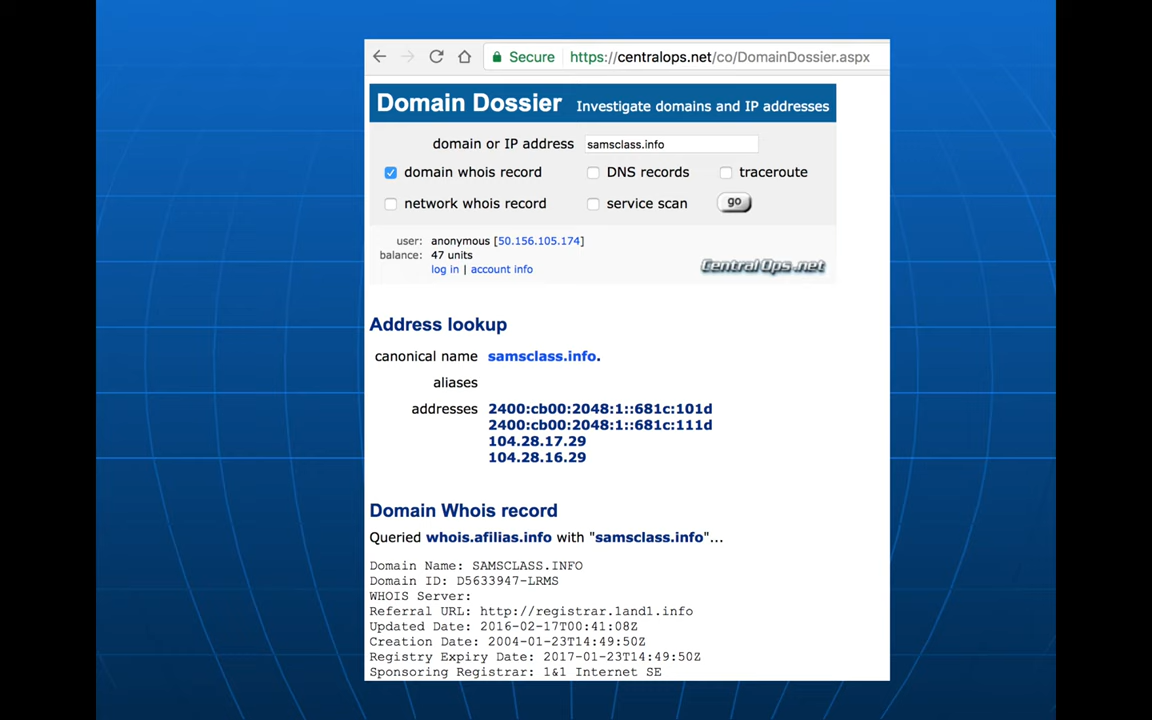 Secure https://centralops.net/co/DomainDossier.aspx
Domain Dossier Investigate domains and IP addresses
domain or IP address samsclass.info
domain whois record DNS records traceroute
network whois record service scan go
user: anonymous [50.156.105.174]
balance: 47 units
log in | account info
CentralOps.net
Address lookup
canonical name samsclass.info.
aliases
addresses 2400:cb00:2048:1::681c:101d
2400:cb00:2048:1::681c:111d
104.28.17.29
104.28.16.29
Domain Whois record
Queried whois.afilias.info with "samsclass.info"...
Domain Name: SAMSCLASS.INFO
Domain ID: D5633947-LRMS
WHOIS Server:
Referral URL: http://registrar.1and1.info
Updated Date: 2016-02-17T00:41:08Z
Creation Date: 2004-01-23T14:49:50Z
Registry Expiry Date: 2017-01-23T14:49:50Z
Sponsoring Registrar: 1&1 Internet SE